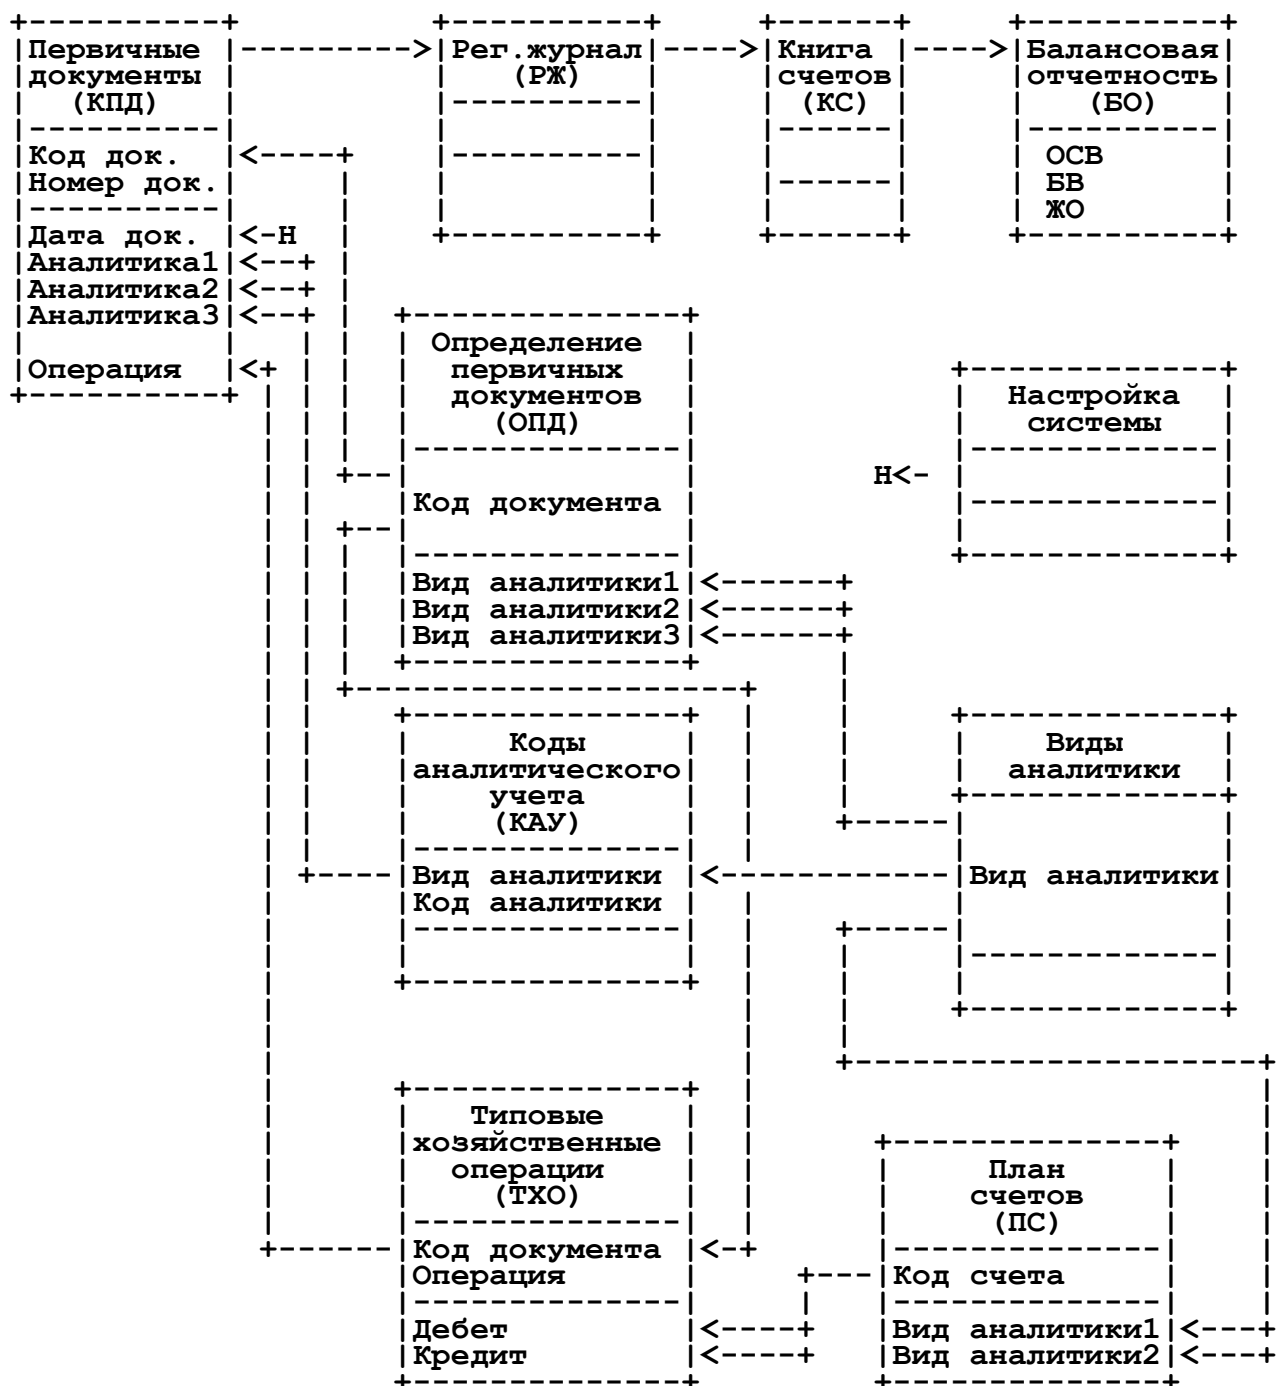 Первичные
документы
(КПД)
Код док.
Номер док.
Дата док.
Аналитика1
Аналитика2
Аналитика3
Операция
Рег.журнал
(РЖ)
Книга
счетов
(КС)
Балансовая
отчетность
(БО)
ОСВ
БВ
ЖО
Н
Определение
первичных
документов
(ОПД)
Код документа
Вид аналитики1
Вид аналитики2
Вид аналитики3
Настройка
системы
Н
Коды
аналитического
учета
(КАУ)
Вид аналитики
Код аналитики
Виды
аналитики
Вид аналитики
Типовые
хозяйственные
операции
(ТХО)
Код документа
Операция
Дебет
Кредит
План
счетов
(ПС)
Код счета
Вид аналитики1
Вид аналитики2